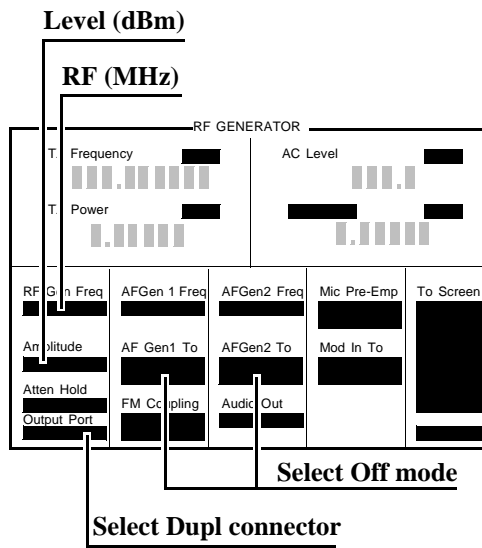 Level (dBm)
RF (MHz)
RF GENERATOR
T Frequency
AC Level
T Power
RF Gen Freq
AFGen 1 Freq
AFGen2 Freq
Mic Pre-Emp
To Screen
Amplitude
AF Gen1 To
AFGen2 To
Mod In To
Atten Hold
FM Coupling
Audio Out
Output Port
Select Off mode
Select Dupl connector